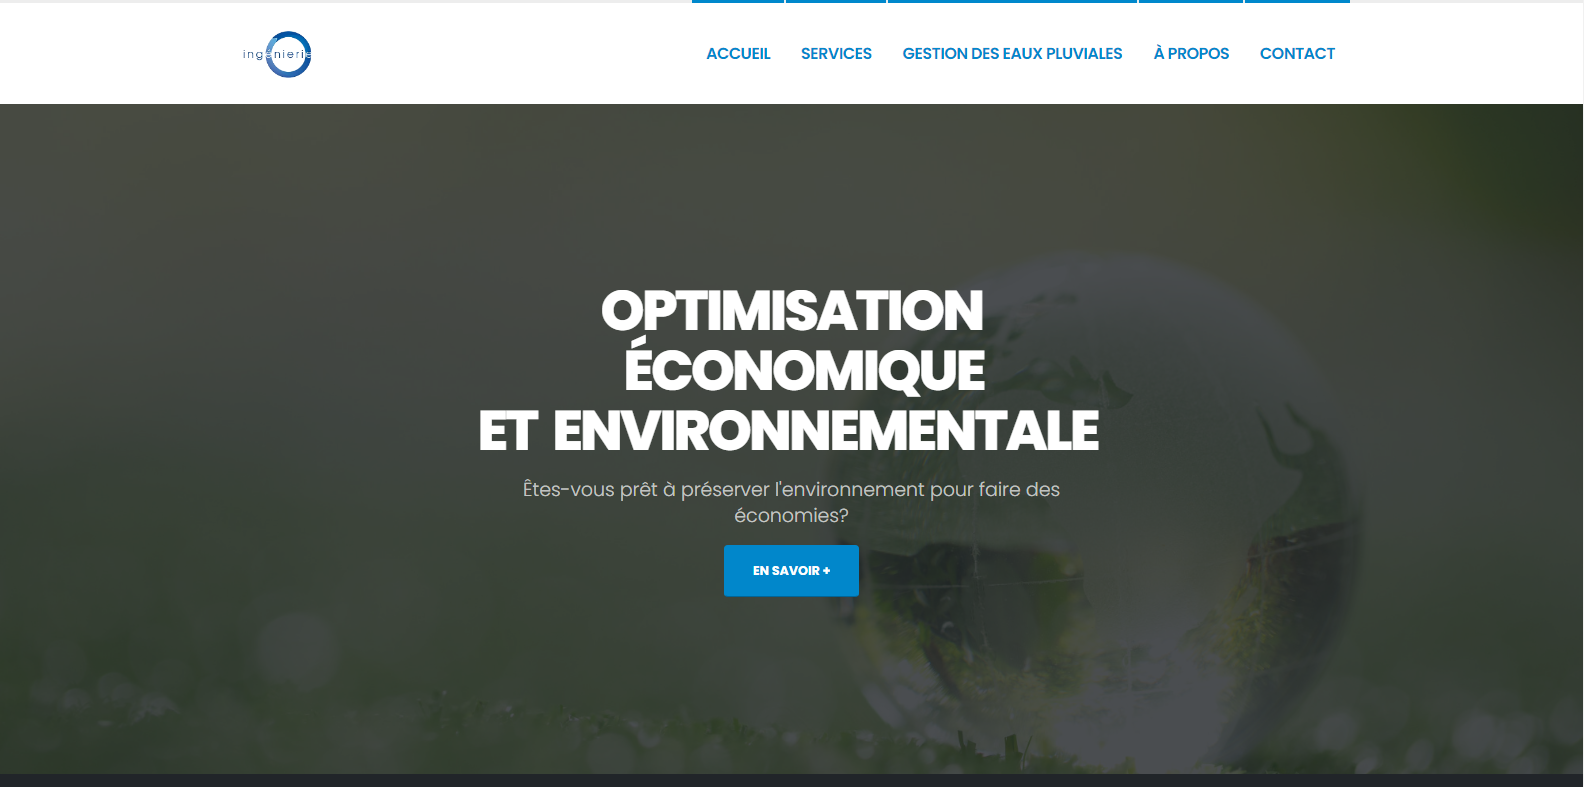 ingénierie
ACCUEIL SERVICES GESTION DES EAUX PLUVIALES À PROPOS CONTACT
OPTIMISATION
ÉCONOMIQUE
ET ENVIRONNEMENTALE
Êtes-vous prêt à préserver l'environnement pour faire des
économies?
EN SAVOIR +